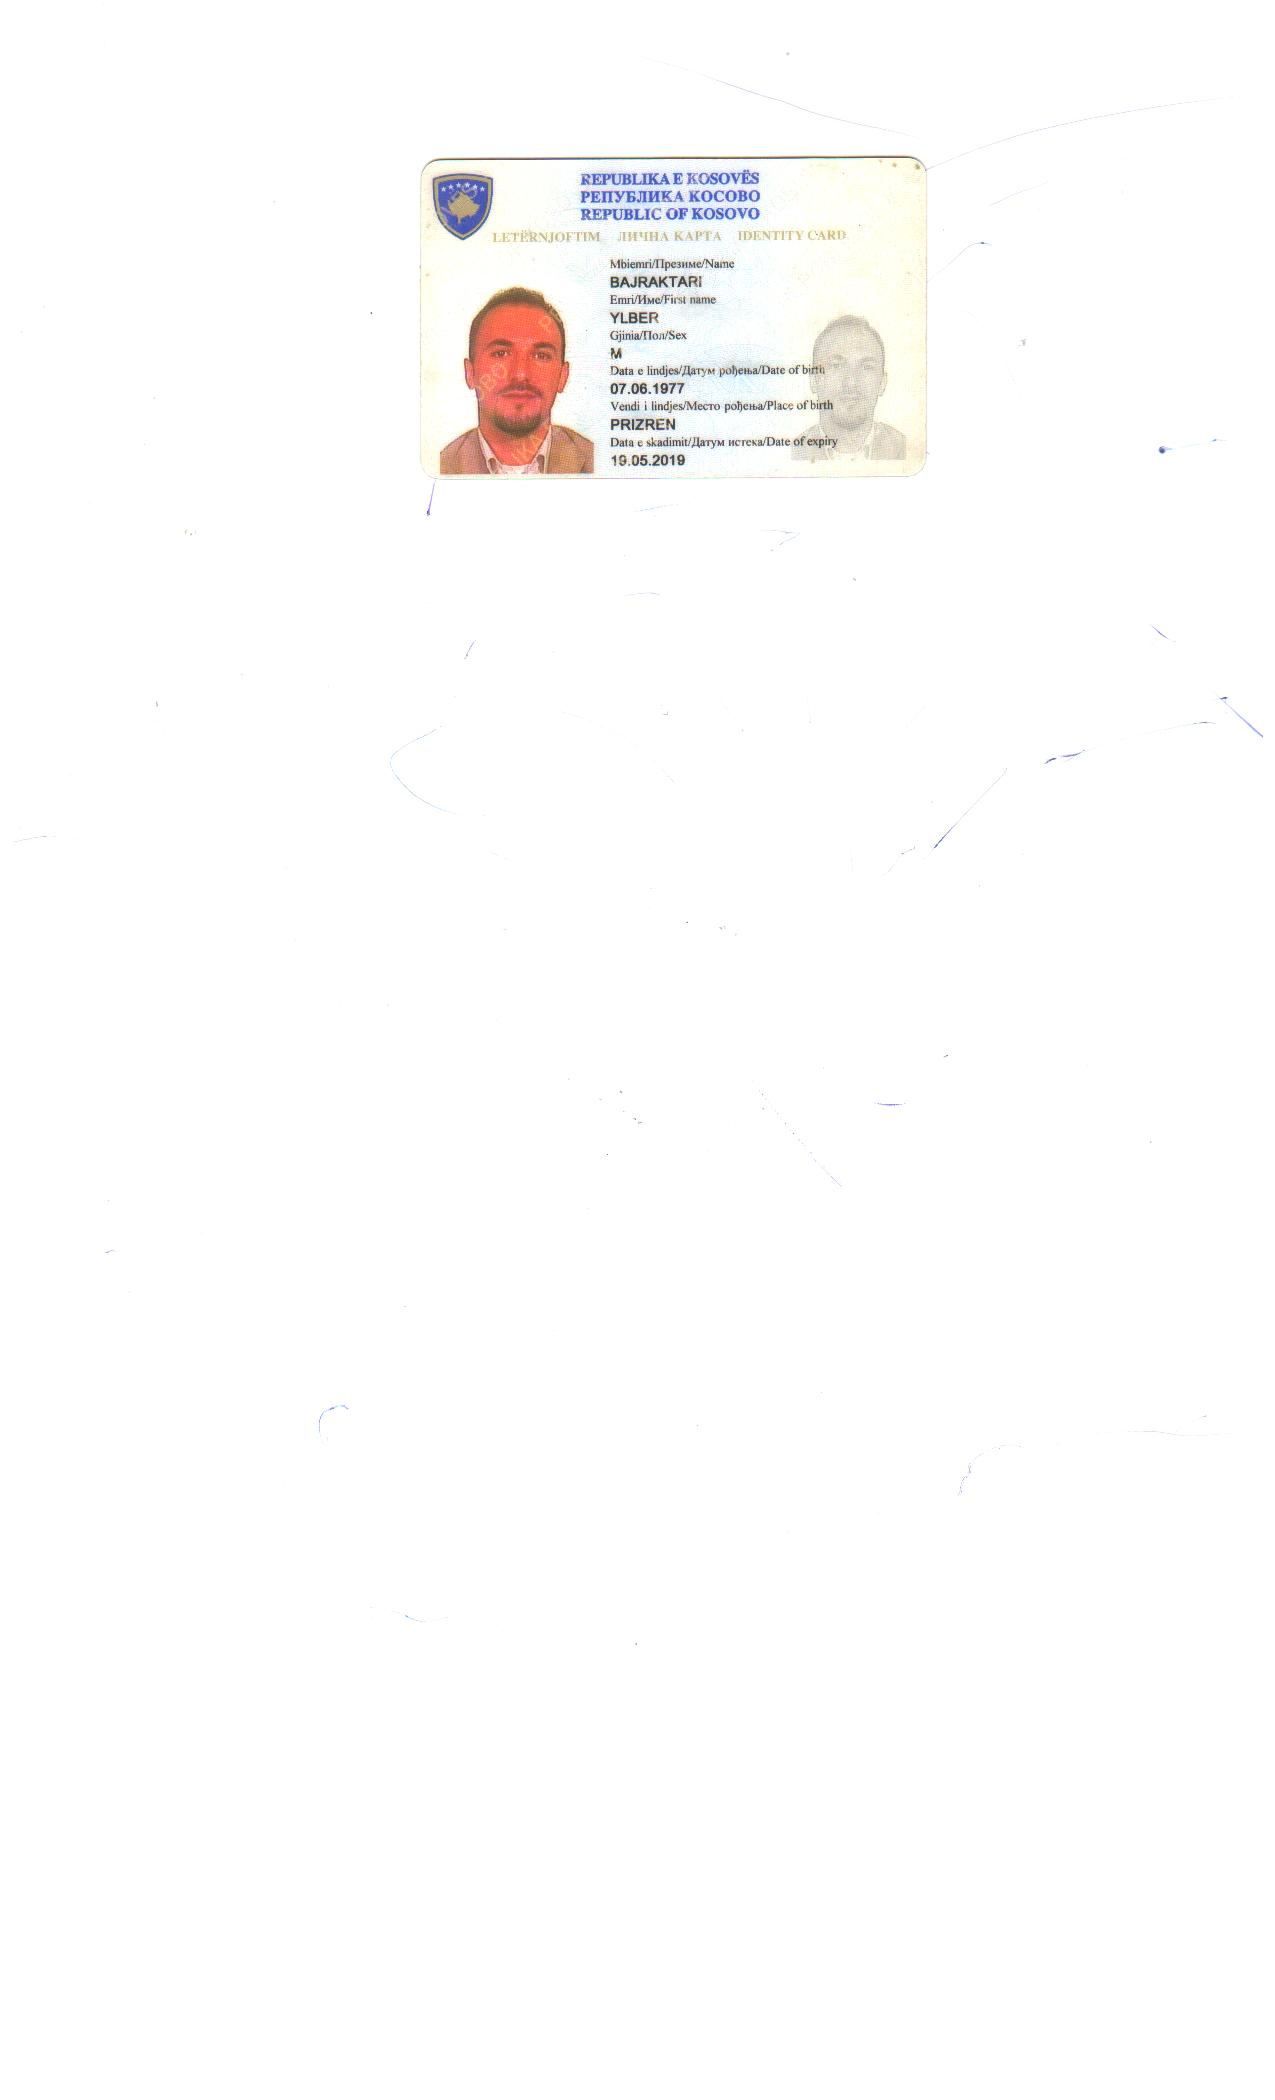 REPUBLIKA E KOSOVËS
РЕПУБЛИКА КОСОВО
REPUBLIC OF KOSOVO
LETËRNJOFTIM ЛИЧНА КАРТА IDENTITY CARD
Mbiemri/Презиме/Name
BAJRAKTARI
Emri/Име/First name
YLBER
Gjinia/Пол/Sex
M
Data e lindjes/Датум рођења/Date of birth
07.06.1977
Vendi i lindjes/Место рођења/Place of birth
PRIZREN
Data e skadimit/Датум истека/Date of expiry
19.05.2019